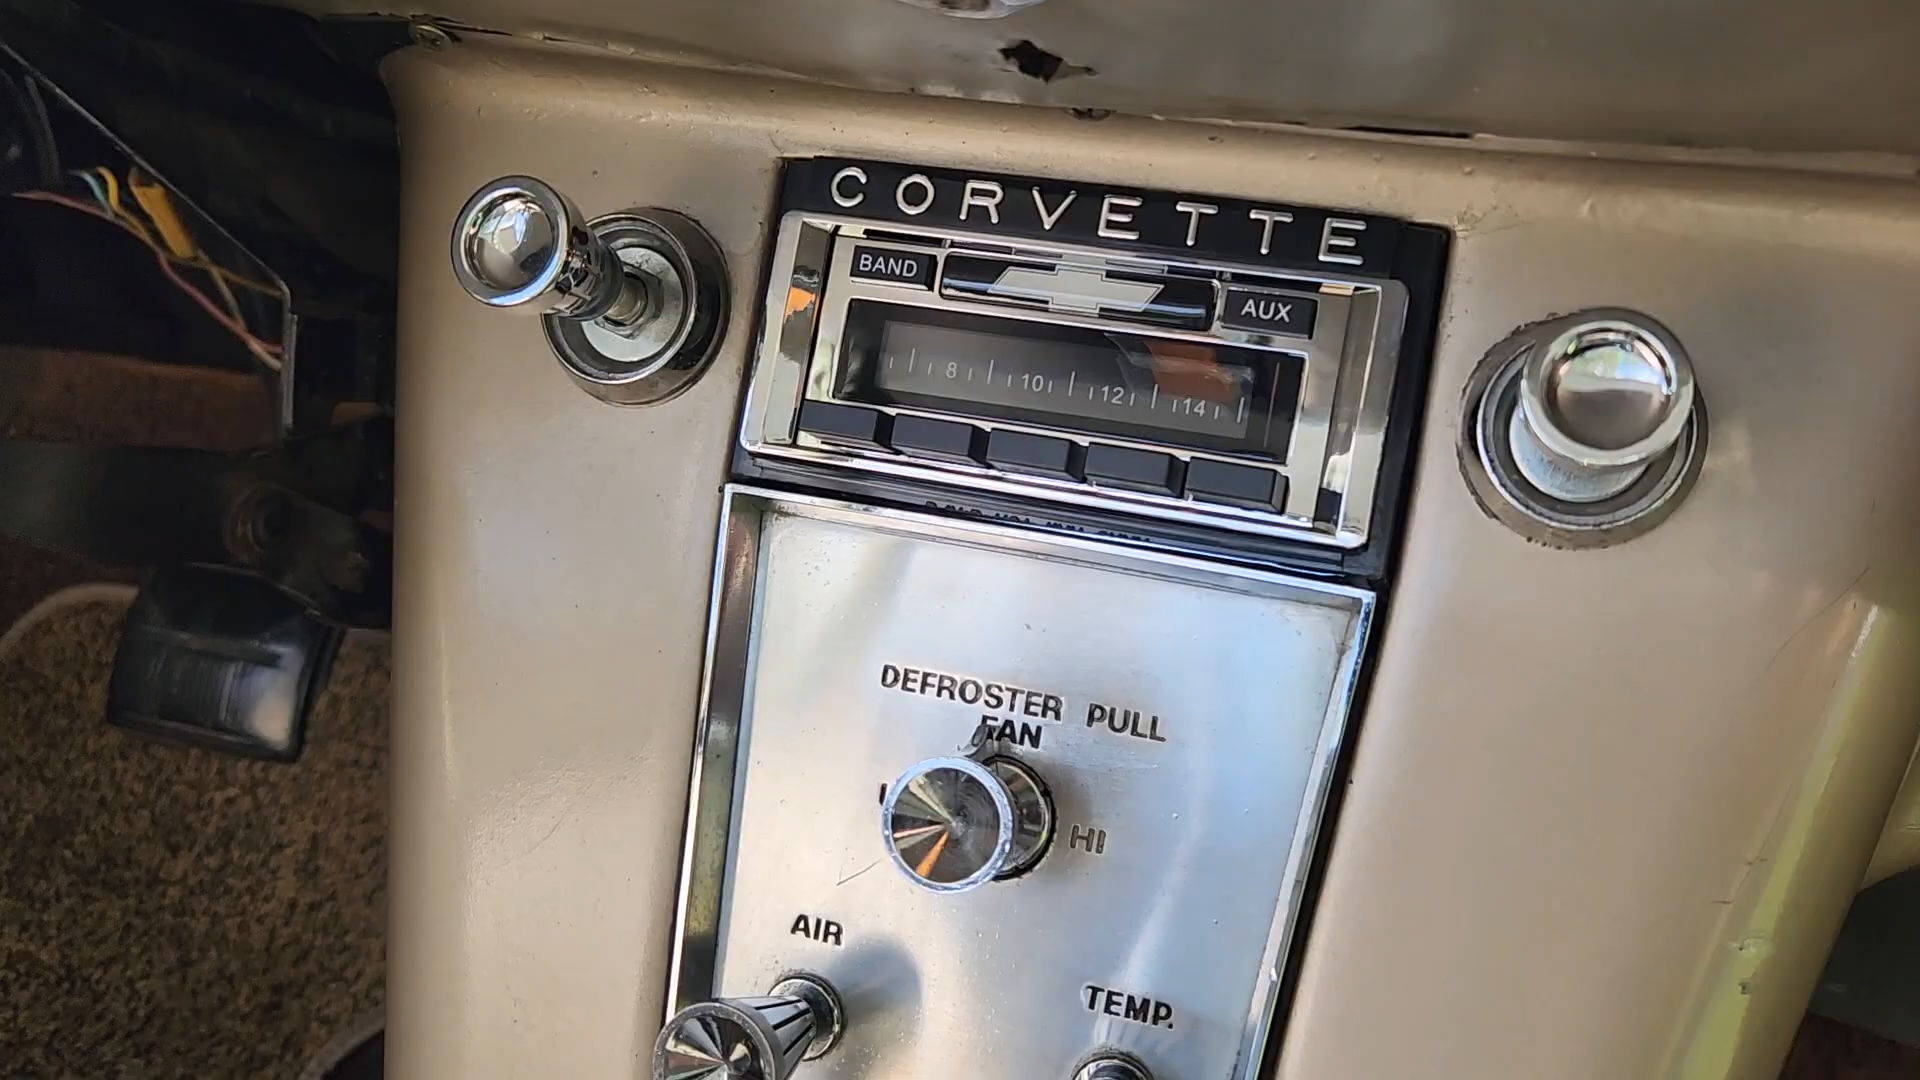 CORVETTE
BAND
AUX
8 10 12 14
DEFROSTER PULL
FAN
HI
AIR
TEMP.